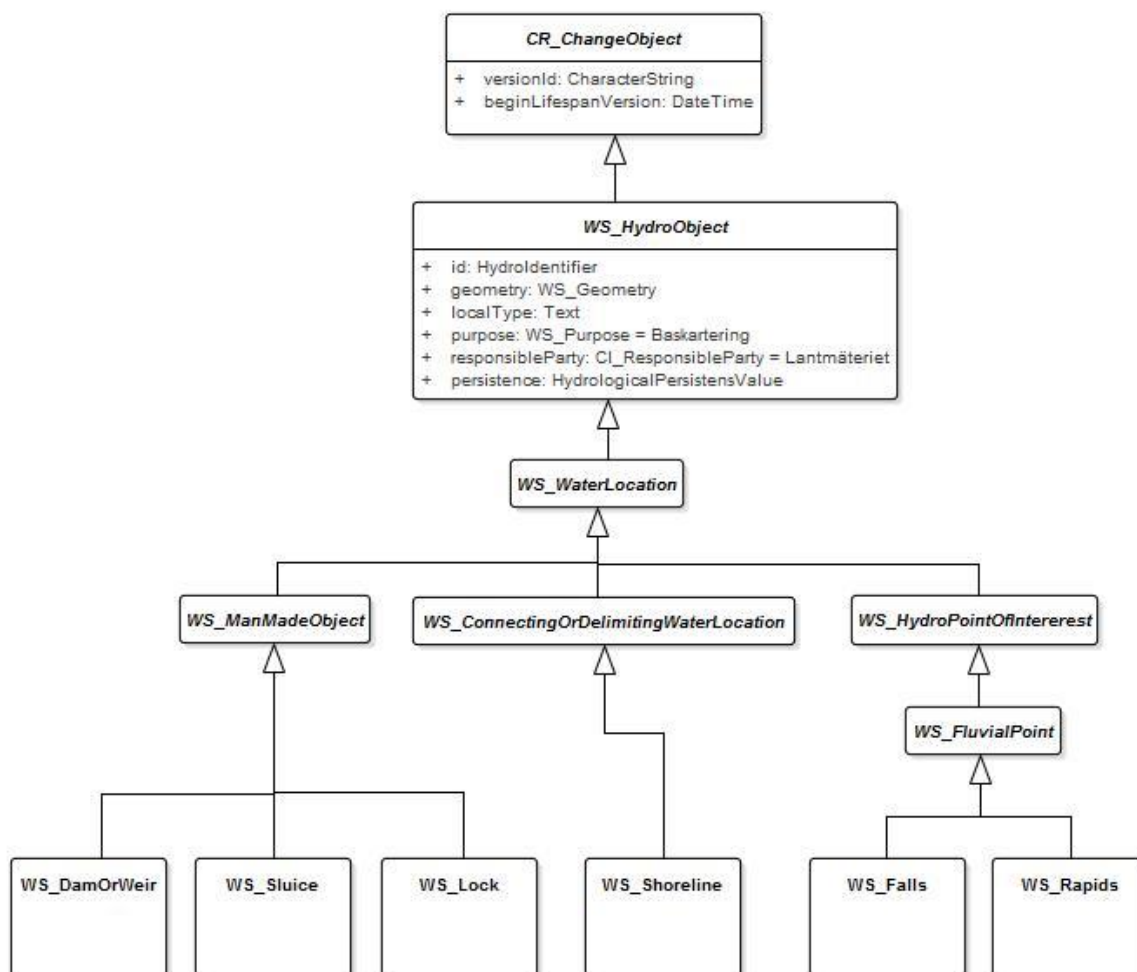 CR_ChangeObject
+ versionId: CharacterString
+ beginLifespanVersion: DateTime
WS_HydroObject
+ id: HydroIdentifier
+ geometry: WS_Geometry
+ localType: Text
+ purpose: WS_Purpose = Baskartering
+ responsibleParty: CI_ResponsibleParty = Lantmäteriet
+ persistence: HydrologicalPersistensValue
WS_WaterLocation
WS_ManMadeObject
WS_ConnectingOrDelimitingWaterLocation
WS_HydroPointOfIntererest
WS_FluvialPoint
WS_DamOrWeir
WS_Sluice
WS_Lock
WS_Shoreline
WS_Falls
WS_Rapids